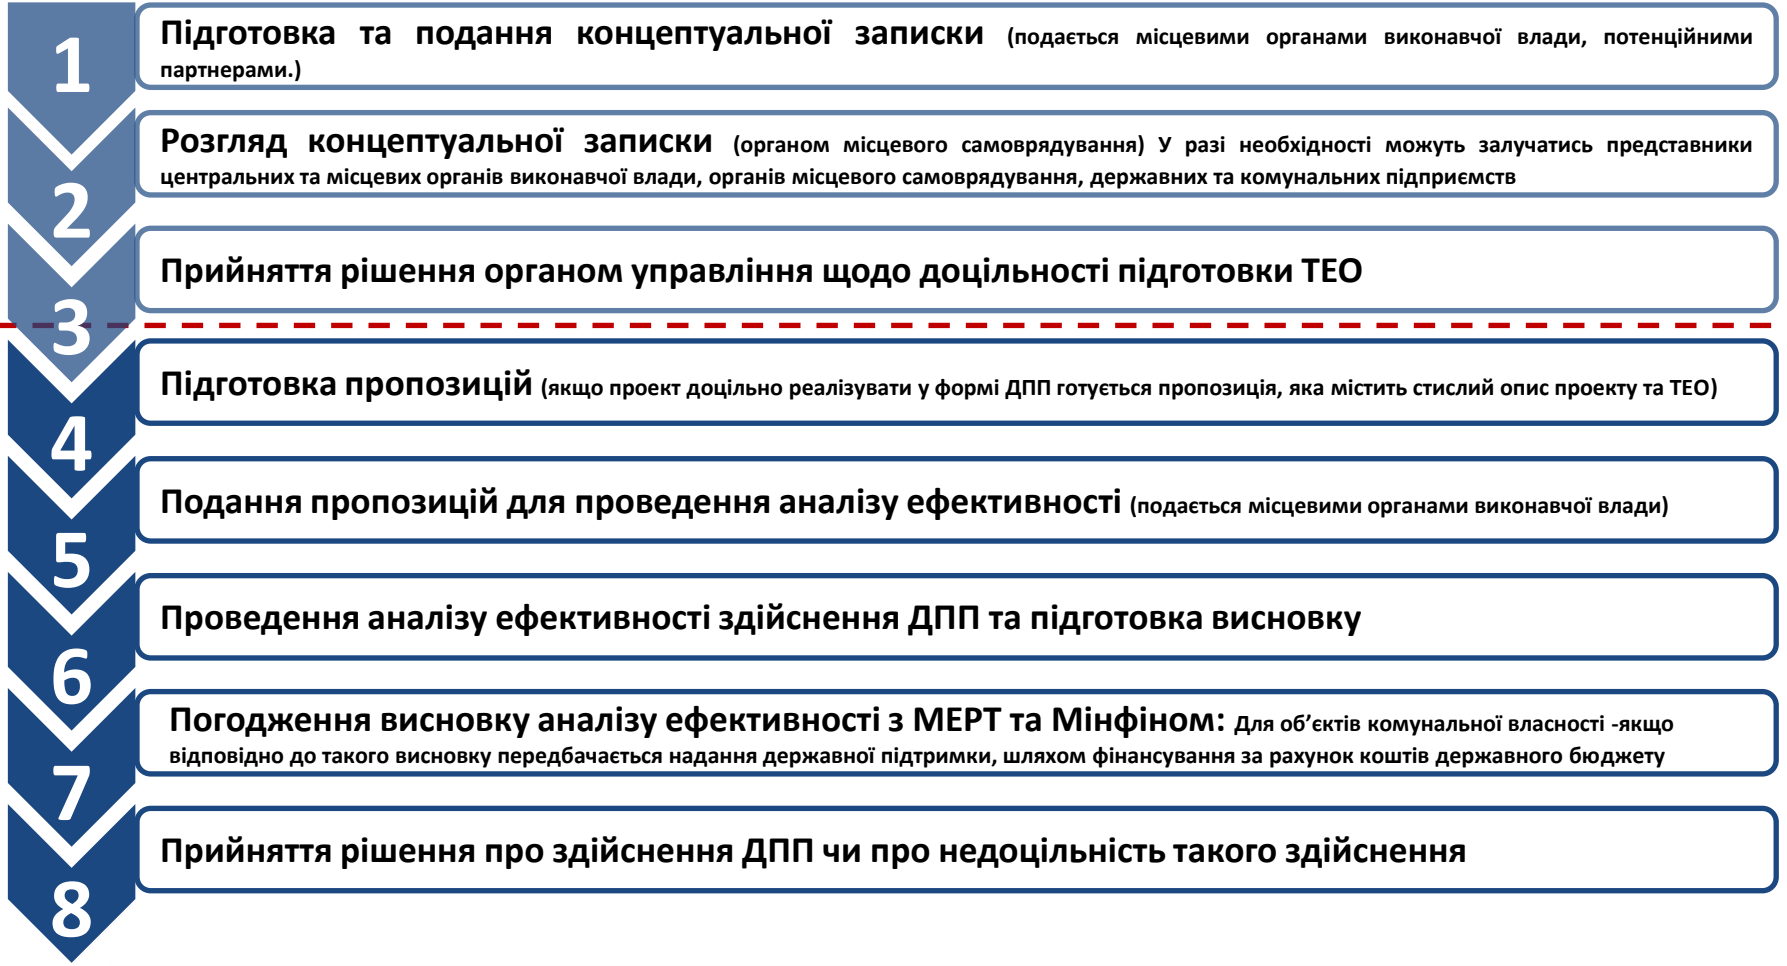 1
Підготовка та подання концептуальної записки (подається місцевими органами виконавчої влади, потенційними
партнерами.)
2
Розгляд концептуальної записки (органом місцевого самоврядування) У разі необхідності можуть залучатись представники
центральних та місцевих органів виконавчої влади, органів місцевого самоврядування, державних та комунальних підприємств
3
Прийняття рішення органом управління щодо доцільності підготовки ТЕО
4
Підготовка пропозицій (якщо проект доцільно реалізувати у формі ДПП готується пропозиція, яка містить стислий опис проекту та ТЕО)
5
Подання пропозицій для проведення аналізу ефективності (подається місцевими органами виконавчої влади)
6
Проведення аналізу ефективності здійснення ДПП та підготовка висновку
7
Погодження висновку аналізу ефективності з МЕРТ та Мінфіном: Для об’єктів комунальної власності -якщо
відповідно до такого висновку передбачається надання державної підтримки, шляхом фінансування за рахунок коштів державного бюджету
8
Прийняття рішення про здійснення ДПП чи про недоцільність такого здійснення